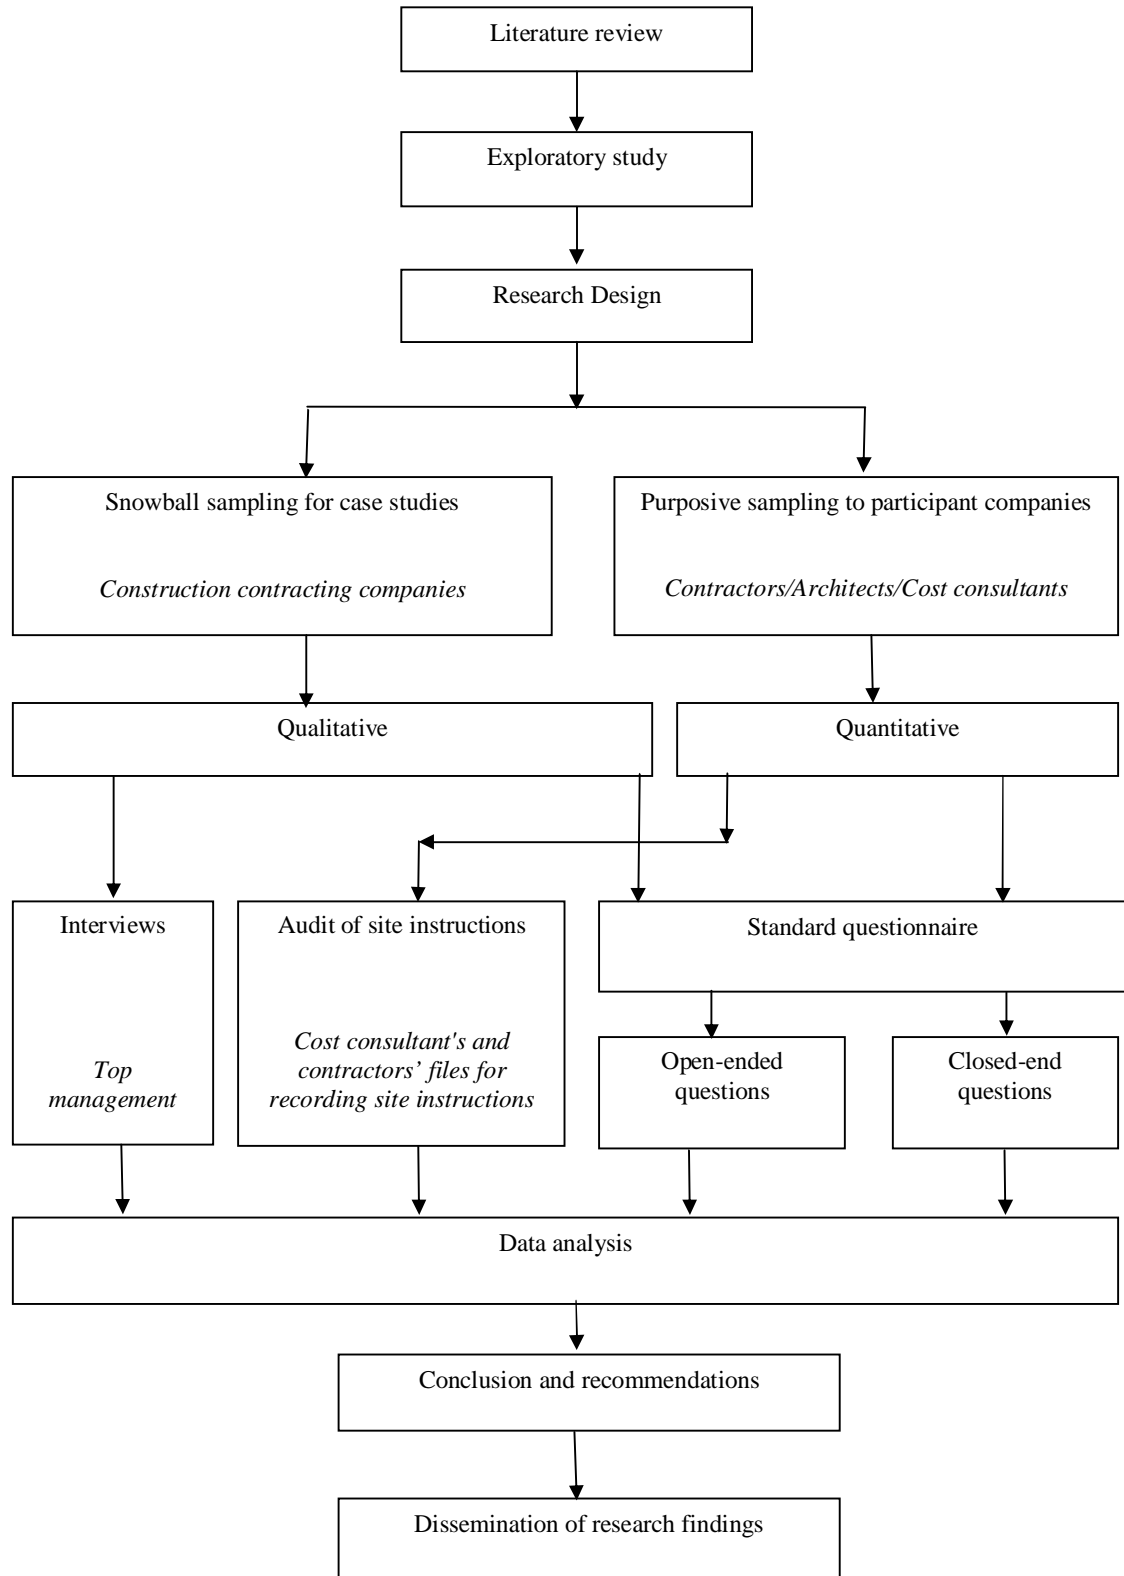 Literature review
Exploratory study
Research Design
Snowball sampling for case studies
Construction contracting companies
Purposive sampling to participant companies
Contractors/Architects/Cost consultants
Qualitative
Quantitative
Interviews
Top
management
Audit of site instructions
Cost consultant's and
contractors’ files for
recording site instructions
Standard questionnaire
Open-ended
questions
Closed-end
questions
Data analysis
Conclusion and recommendations
Dissemination of research findings